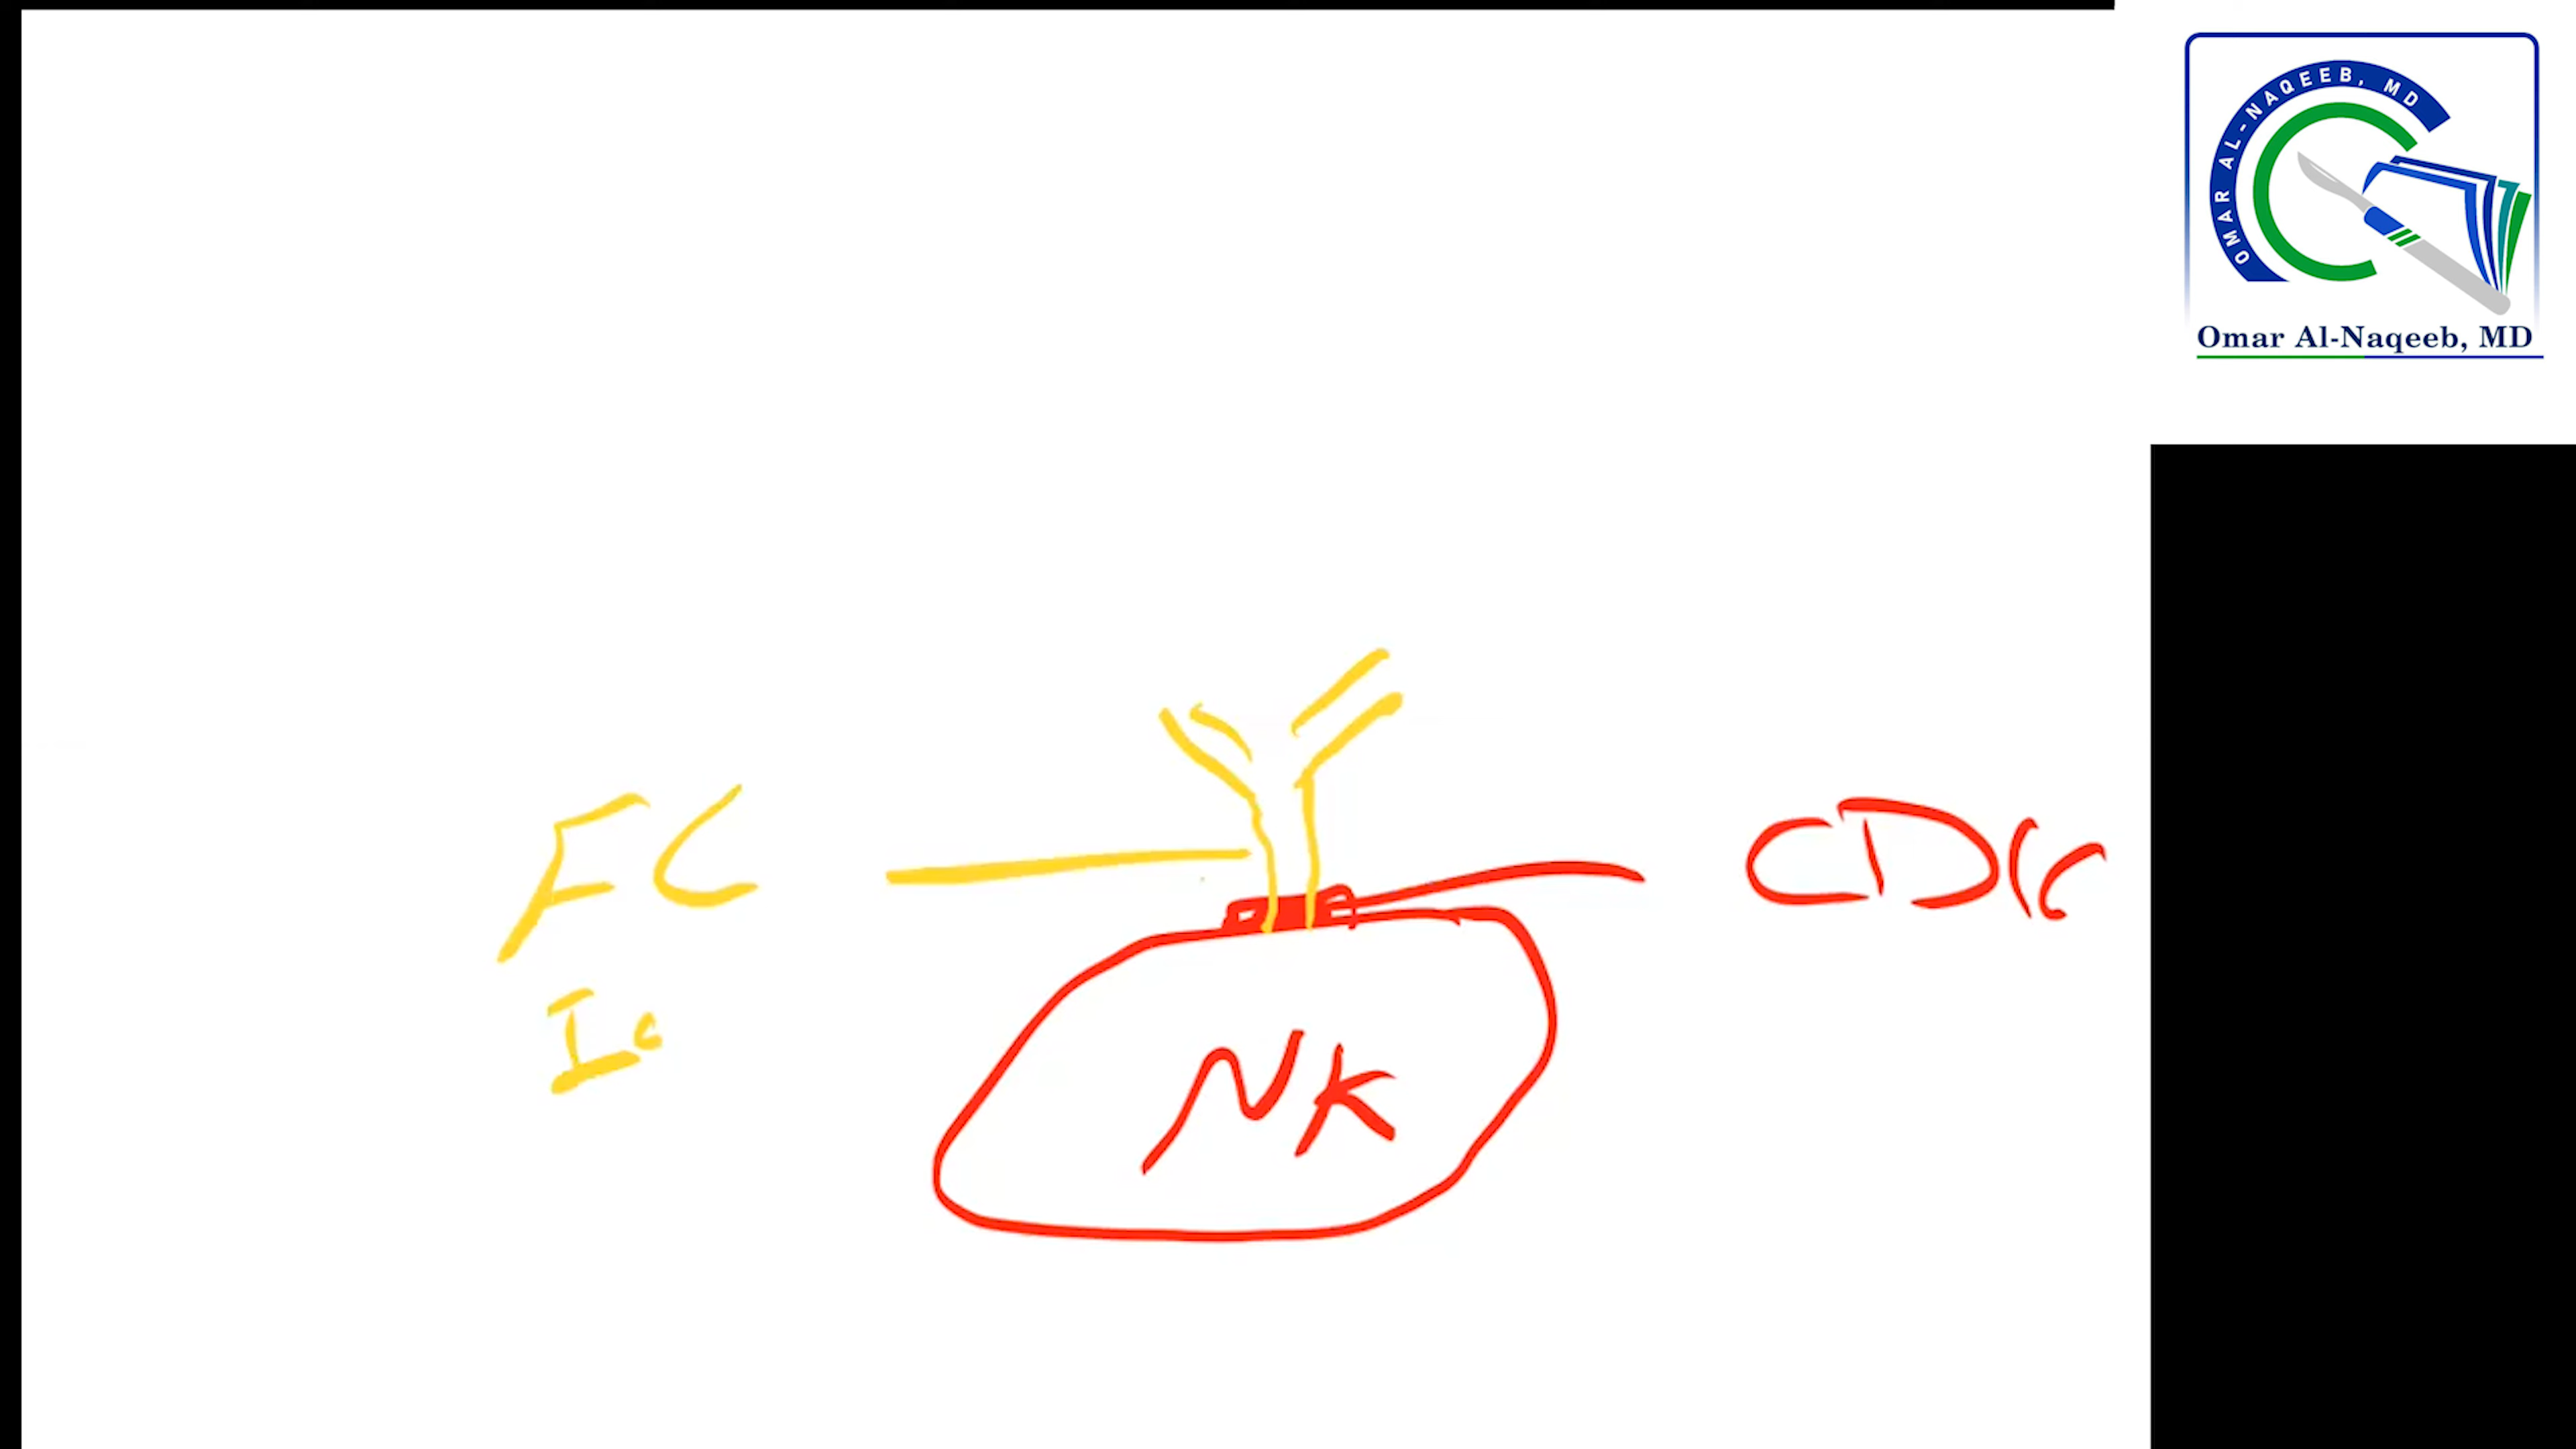 OMAR AL-NAQEEB, MD
Omar Al-Naqeeb, MD
FC
CD16
IG
NK